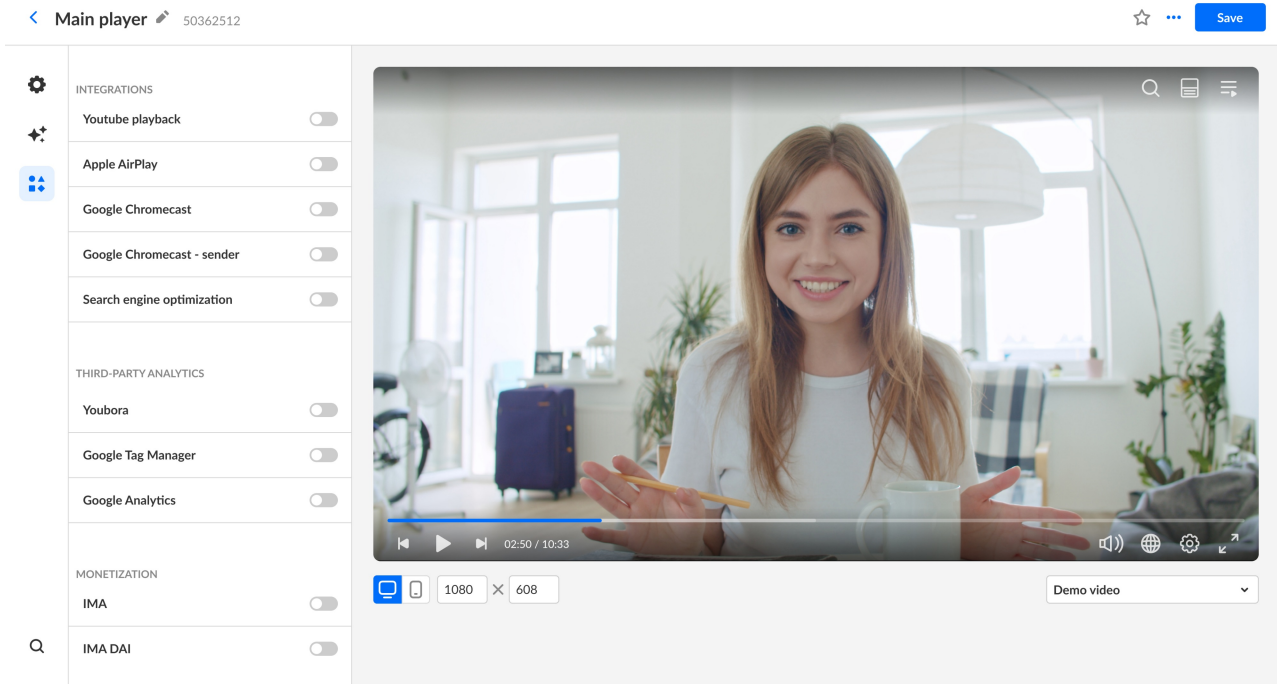 Main player 50362512
Save
INTEGRATIONS
Youtube playback
Apple AirPlay
Google Chromecast
Google Chromecast - sender
Search engine optimization
THIRD-PARTY ANALYTICS
Youbora
Google Tag Manager
Google Analytics
MONETIZATION
IMA
IMA DAI
02:50 / 10:33
1080 608
Demo video